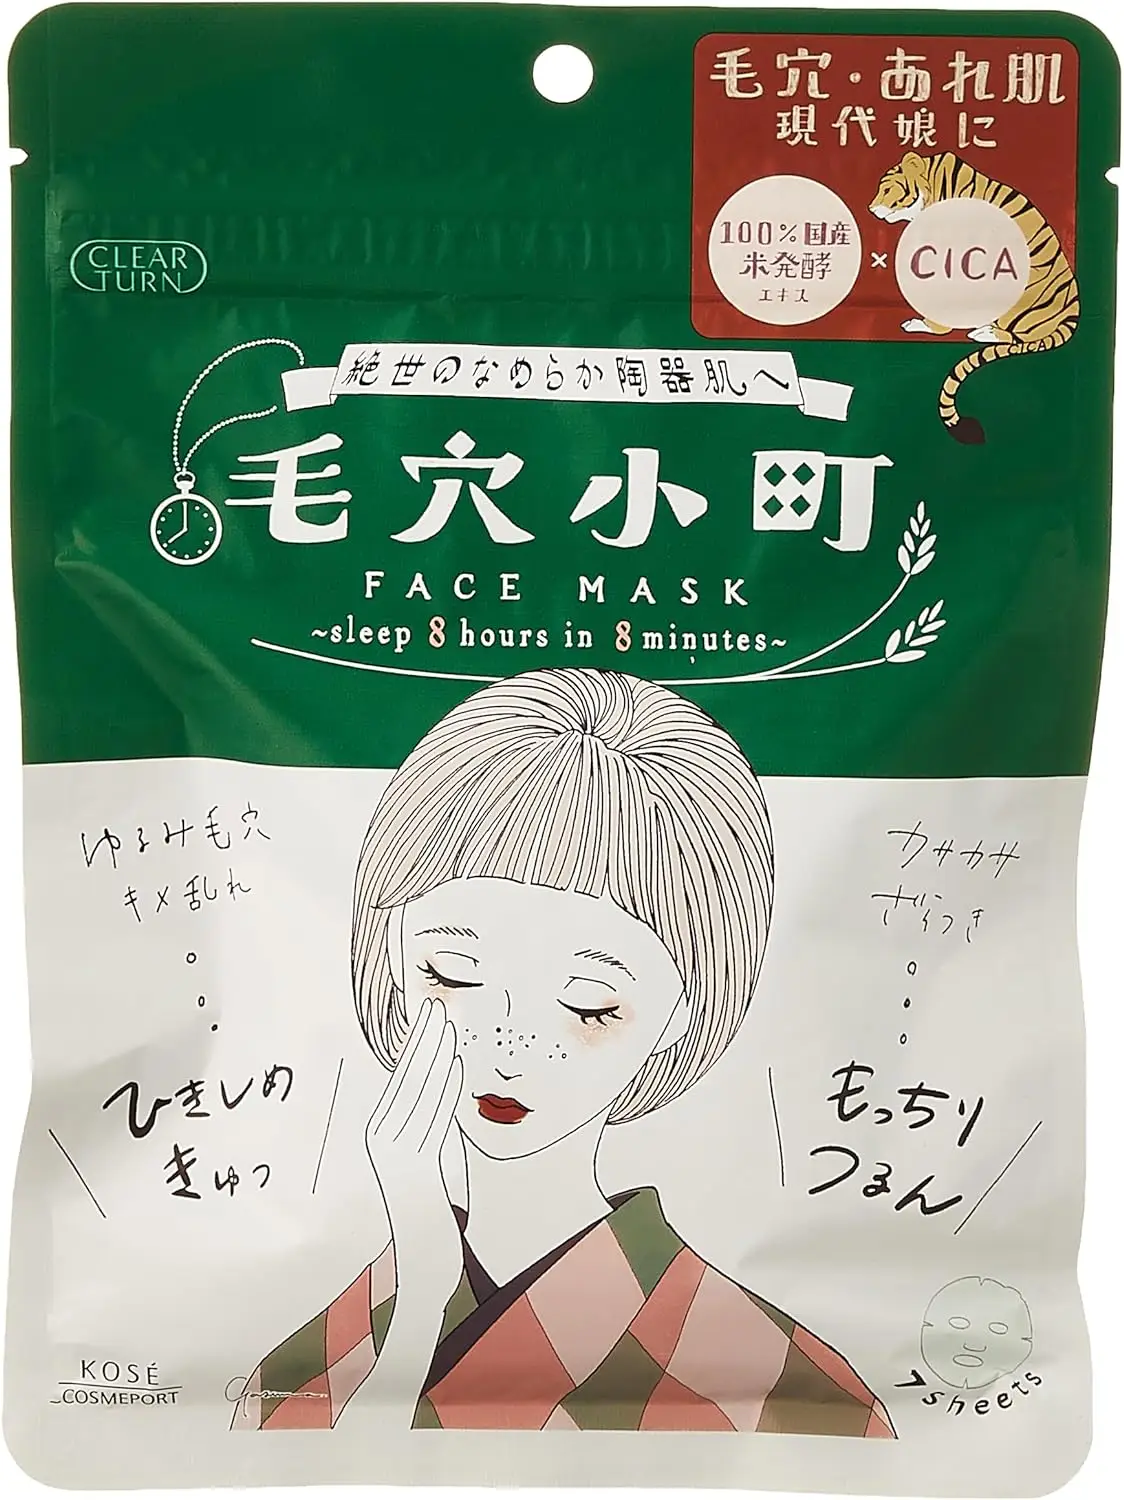 毛穴・あれ肌
現代娘に
100%国産
米発酵
エキス
×
CICA
CICA
CLEAR
TURN
絶世のなめらか陶器肌へ
毛穴小町
FACE MASK
~sleep 8 hours in 8 minutes~
ゆるみ毛穴
キメ乱れ
ひきしめ
きゅっ
カサカサ
ざらつき
もっちり
つるん
KOSÉ
COSMEPORT
7 sheets